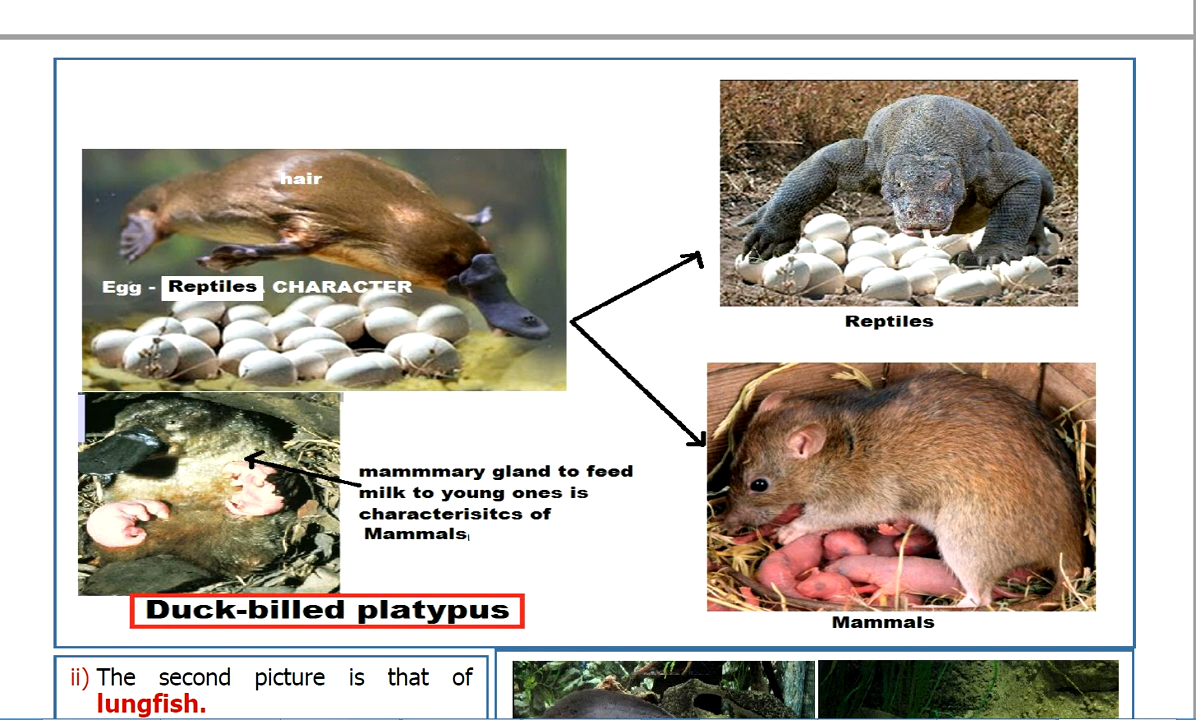 hair
Egg - Reptiles CHARACTER
Reptiles
mammmary gland to feed
milk to young ones is
characterisitcs of
Mammals
Duck-billed platypus
Mammals
ii) The second picture is that of
lungfish.